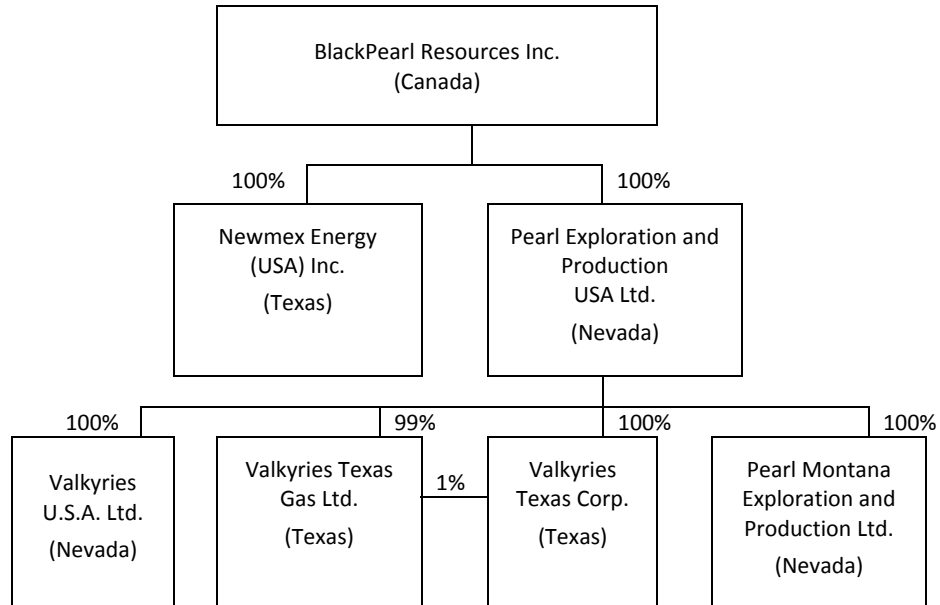 BlackPearl Resources Inc.
(Canada)
100%
100%
Newmex Energy
(USA) Inc.
(Texas)
Pearl Exploration and
Production
USA Ltd.
(Nevada)
100%
99%
100%
100%
Valkyries
U.S.A. Ltd.
(Nevada)
Valkyries Texas
Gas Ltd.
(Texas)
1%
Valkyries
Texas Corp.
(Texas)
Pearl Montana
Exploration and
Production Ltd.
(Nevada)